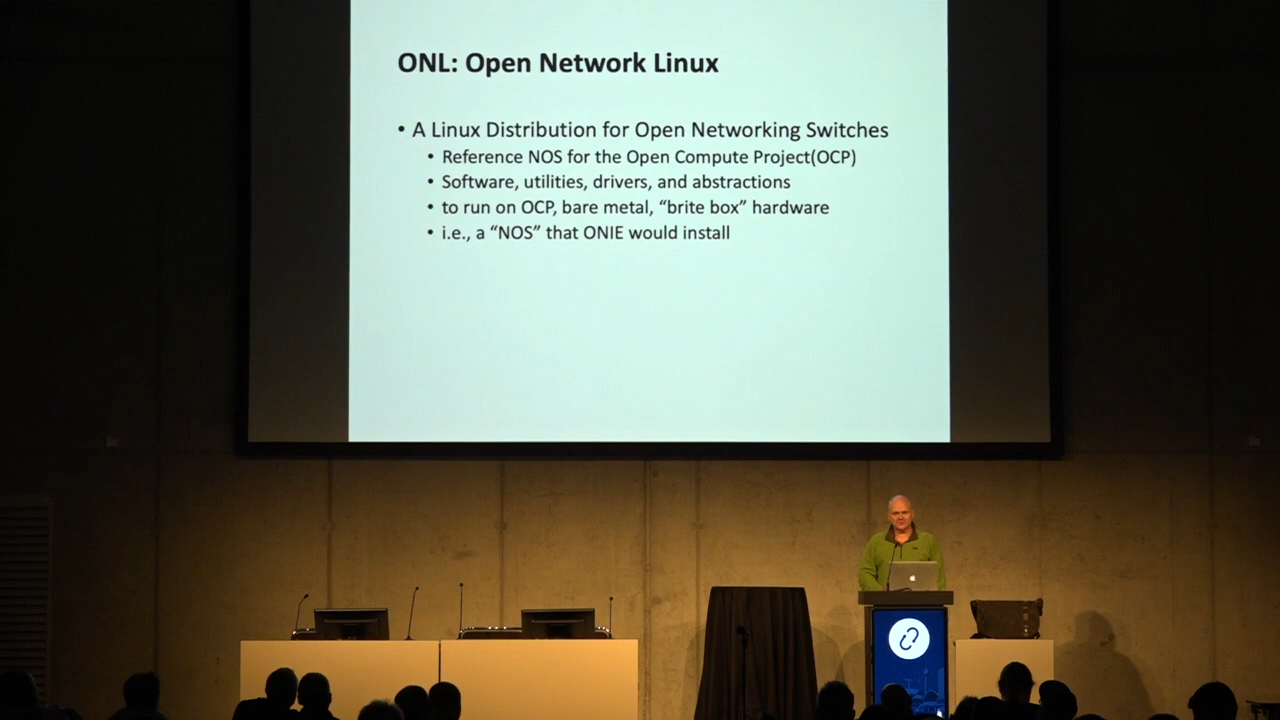 ONL: Open Network Linux
• A Linux Distribution for Open Networking Switches
• Reference NOS for the Open Compute Project(OCP)
• Software, utilities, drivers, and abstractions
• to run on OCP, bare metal, “brite box” hardware
• i.e., a “NOS” that ONIE would install